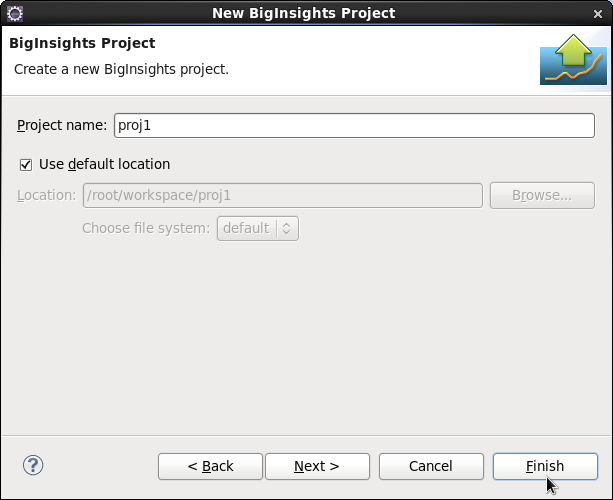 New BigInsights Project
BigInsights Project
Create a new BigInsights project.
Project name: proj1
Use default location
Location: /root/workspace/proj1 Browse...
Choose file system: default
? < Back Next > Cancel Finish